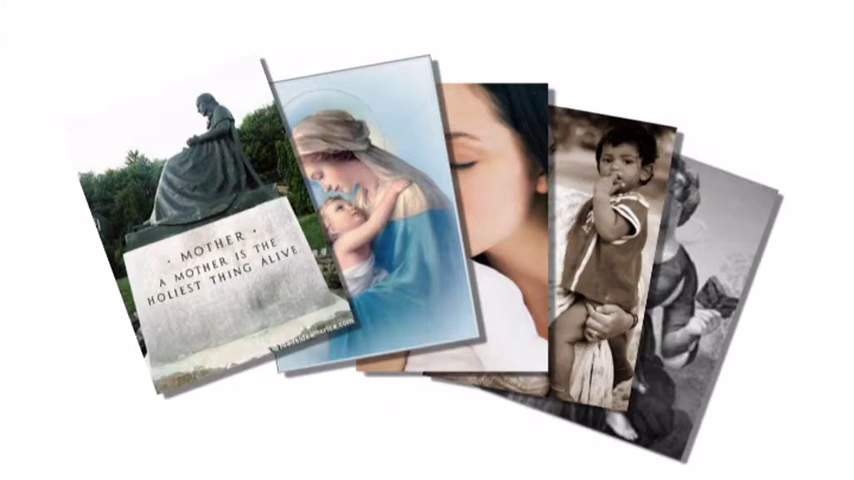 · MOTHER ·
A MOTHER IS THE
HOLIEST THING ALIVE